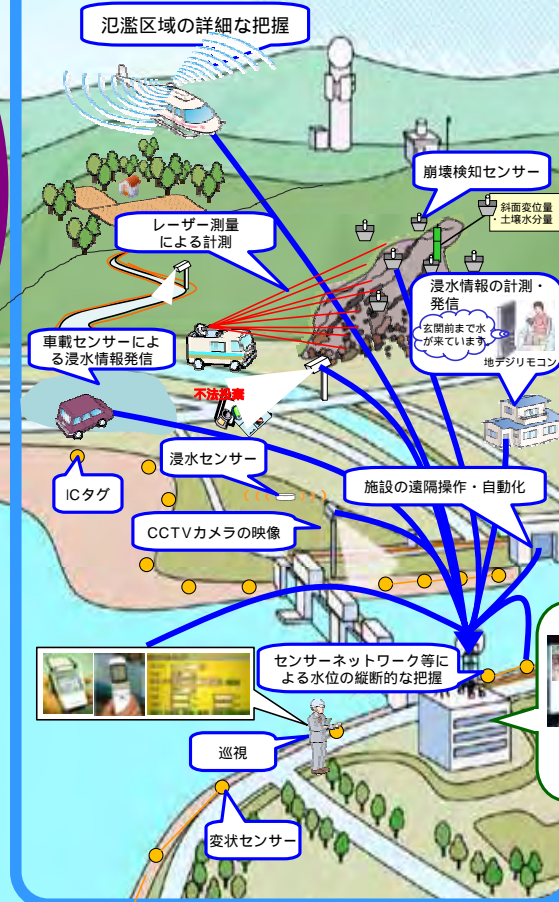 氾濫区域の詳細な把握
崩壊検知センサー
斜面変位量
・土壌水分量
レーザー測量
による計測
浸水情報の計測・
発信
玄関前まで水
が来ています
地デジリモコン
車載センサーによ
る浸水情報発信
不法投棄
浸水センサー
ICタグ
施設の遠隔操作・自動化
CCTVカメラの映像
センサーネットワーク等に
よる水位の縦断的な把握
巡視
変状センサー